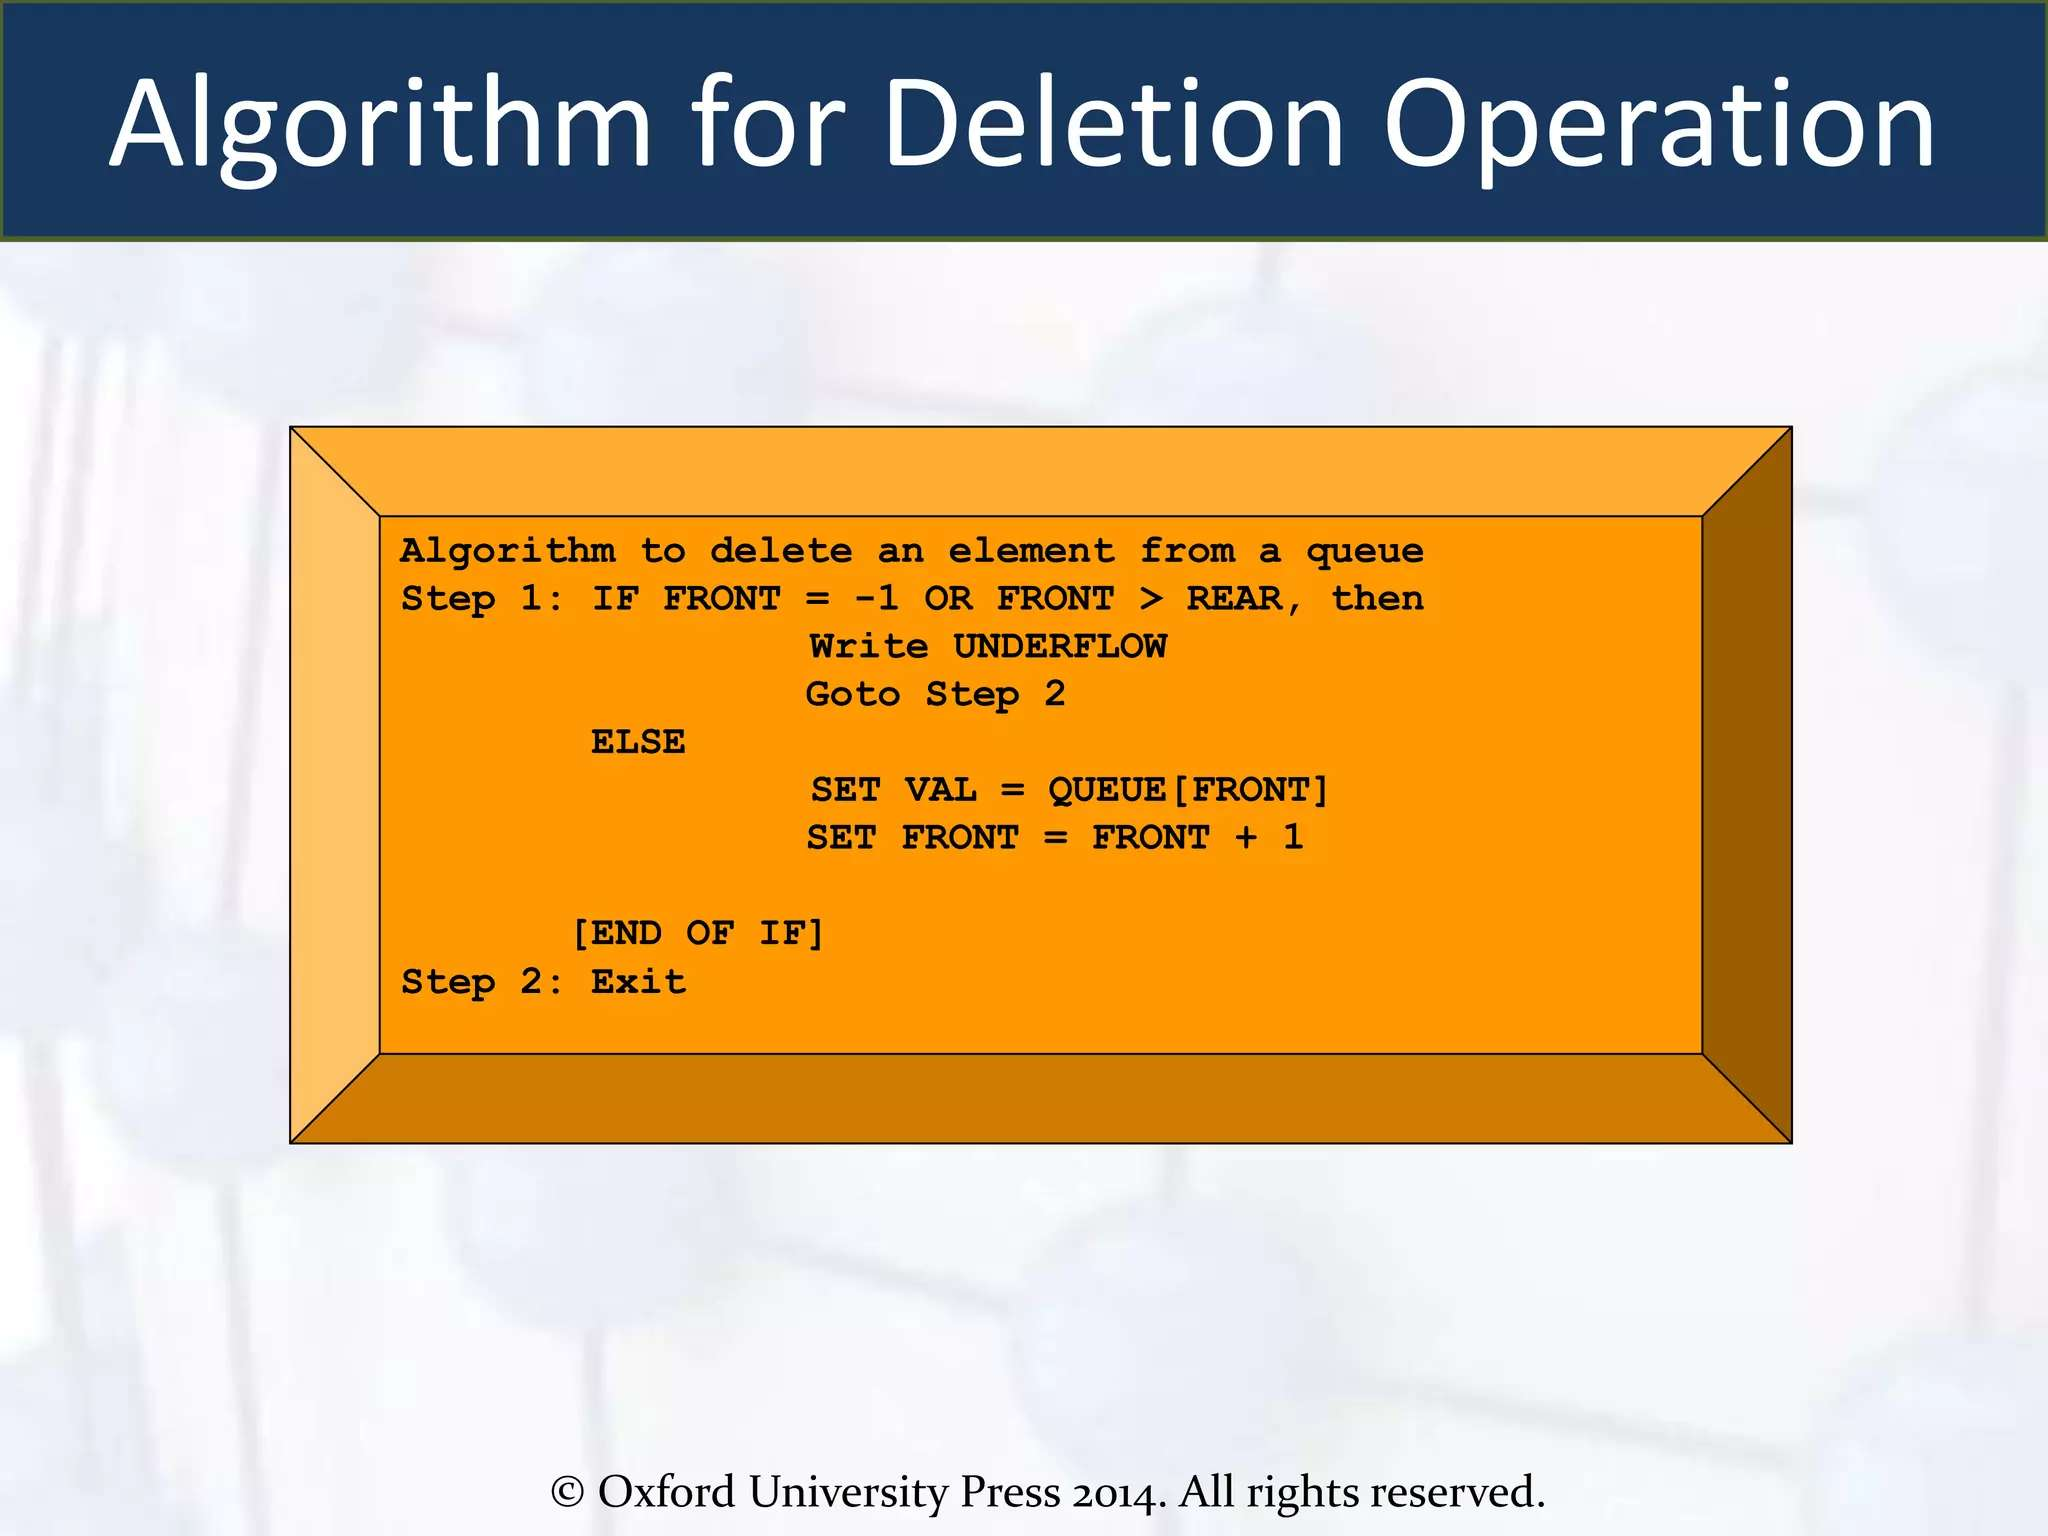 Algorithm for Deletion Operation
Algorithm to delete an element from a queue
Step 1: IF FRONT = -1 OR FRONT > REAR, then
Write UNDERFLOW
Goto Step 2
ELSE
SET VAL = QUEUE[FRONT]
SET FRONT = FRONT + 1
[END OF IF]
Step 2: Exit
© Oxford University Press 2014. All rights reserved.